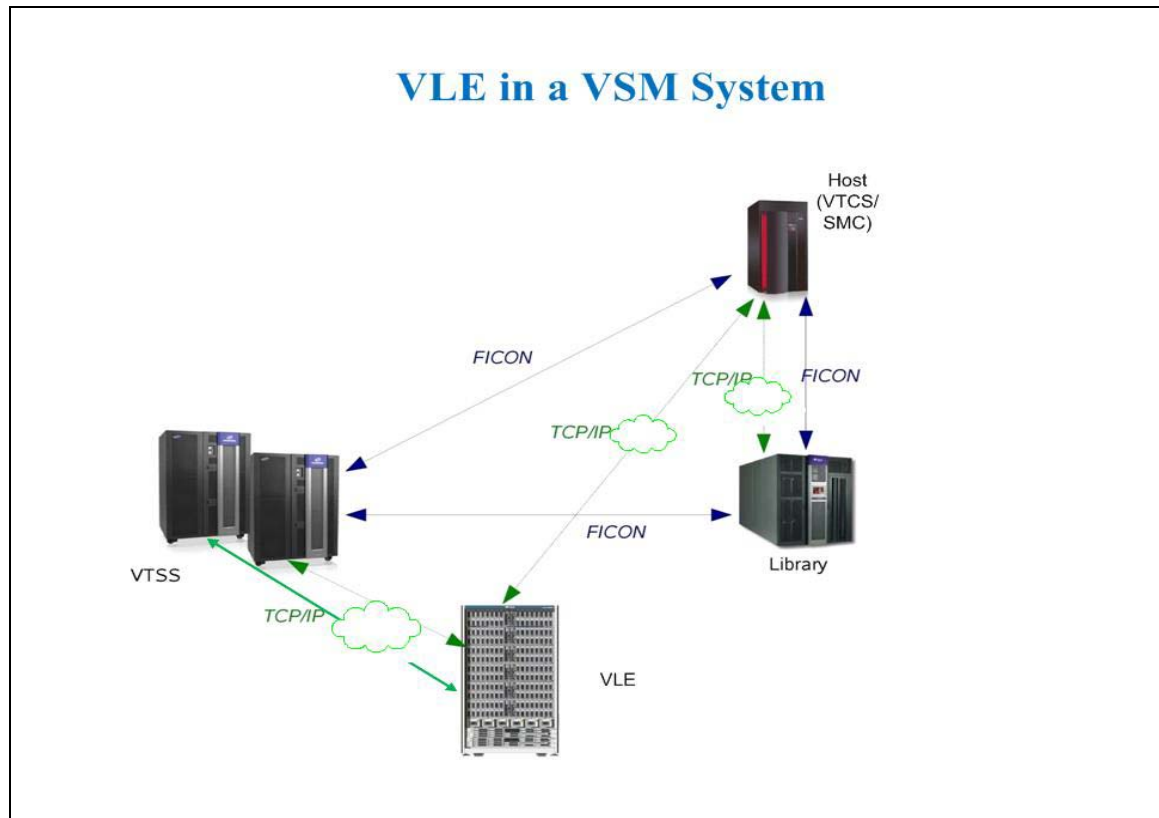 VLE in a VSM System
Host
(VTCS/
SMC)
FICON
TCP/IP
FICON
TCP/IP
FICON
Library
VTSS
TCP/IP
VLE